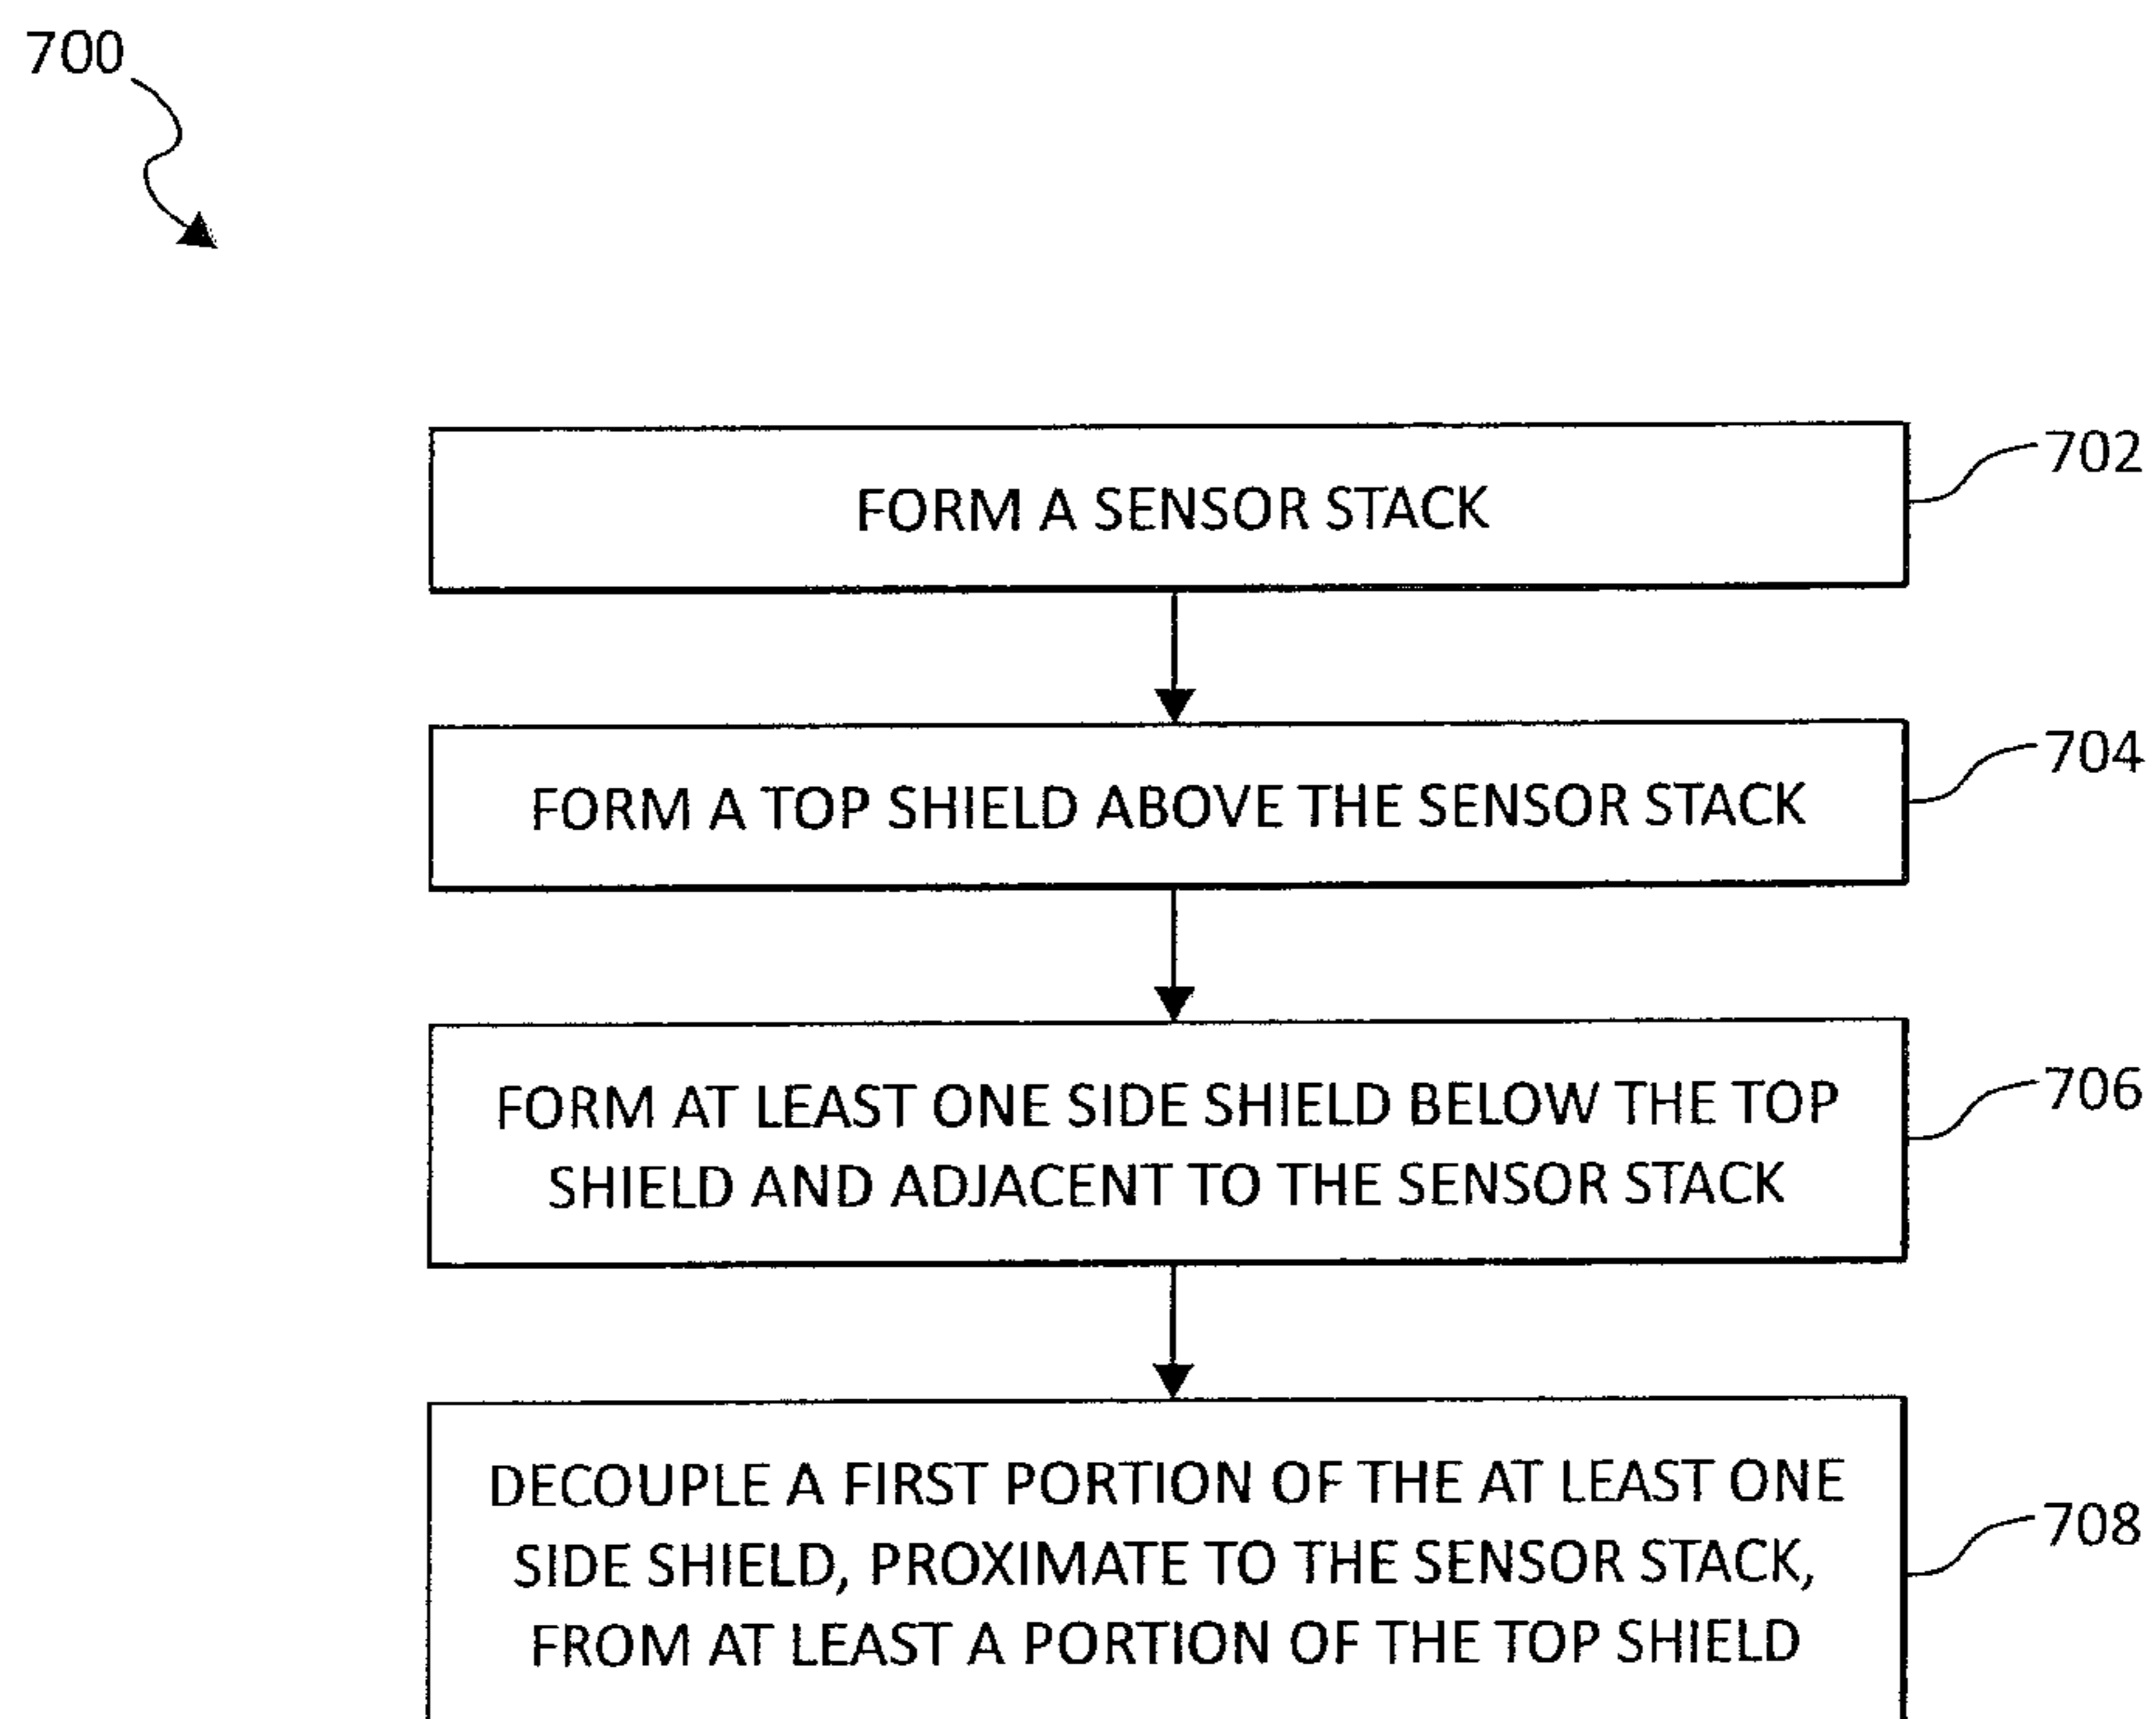 700
FORM A SENSOR STACK
702
FORM A TOP SHIELD ABOVE THE SENSOR STACK
704
FORM AT LEAST ONE SIDE SHIELD BELOW THE TOP
SHIELD AND ADJACENT TO THE SENSOR STACK
706
DECOUPLE A FIRST PORTION OF THE AT LEAST ONE
SIDE SHIELD, PROXIMATE TO THE SENSOR STACK,
FROM AT LEAST A PORTION OF THE TOP SHIELD
708